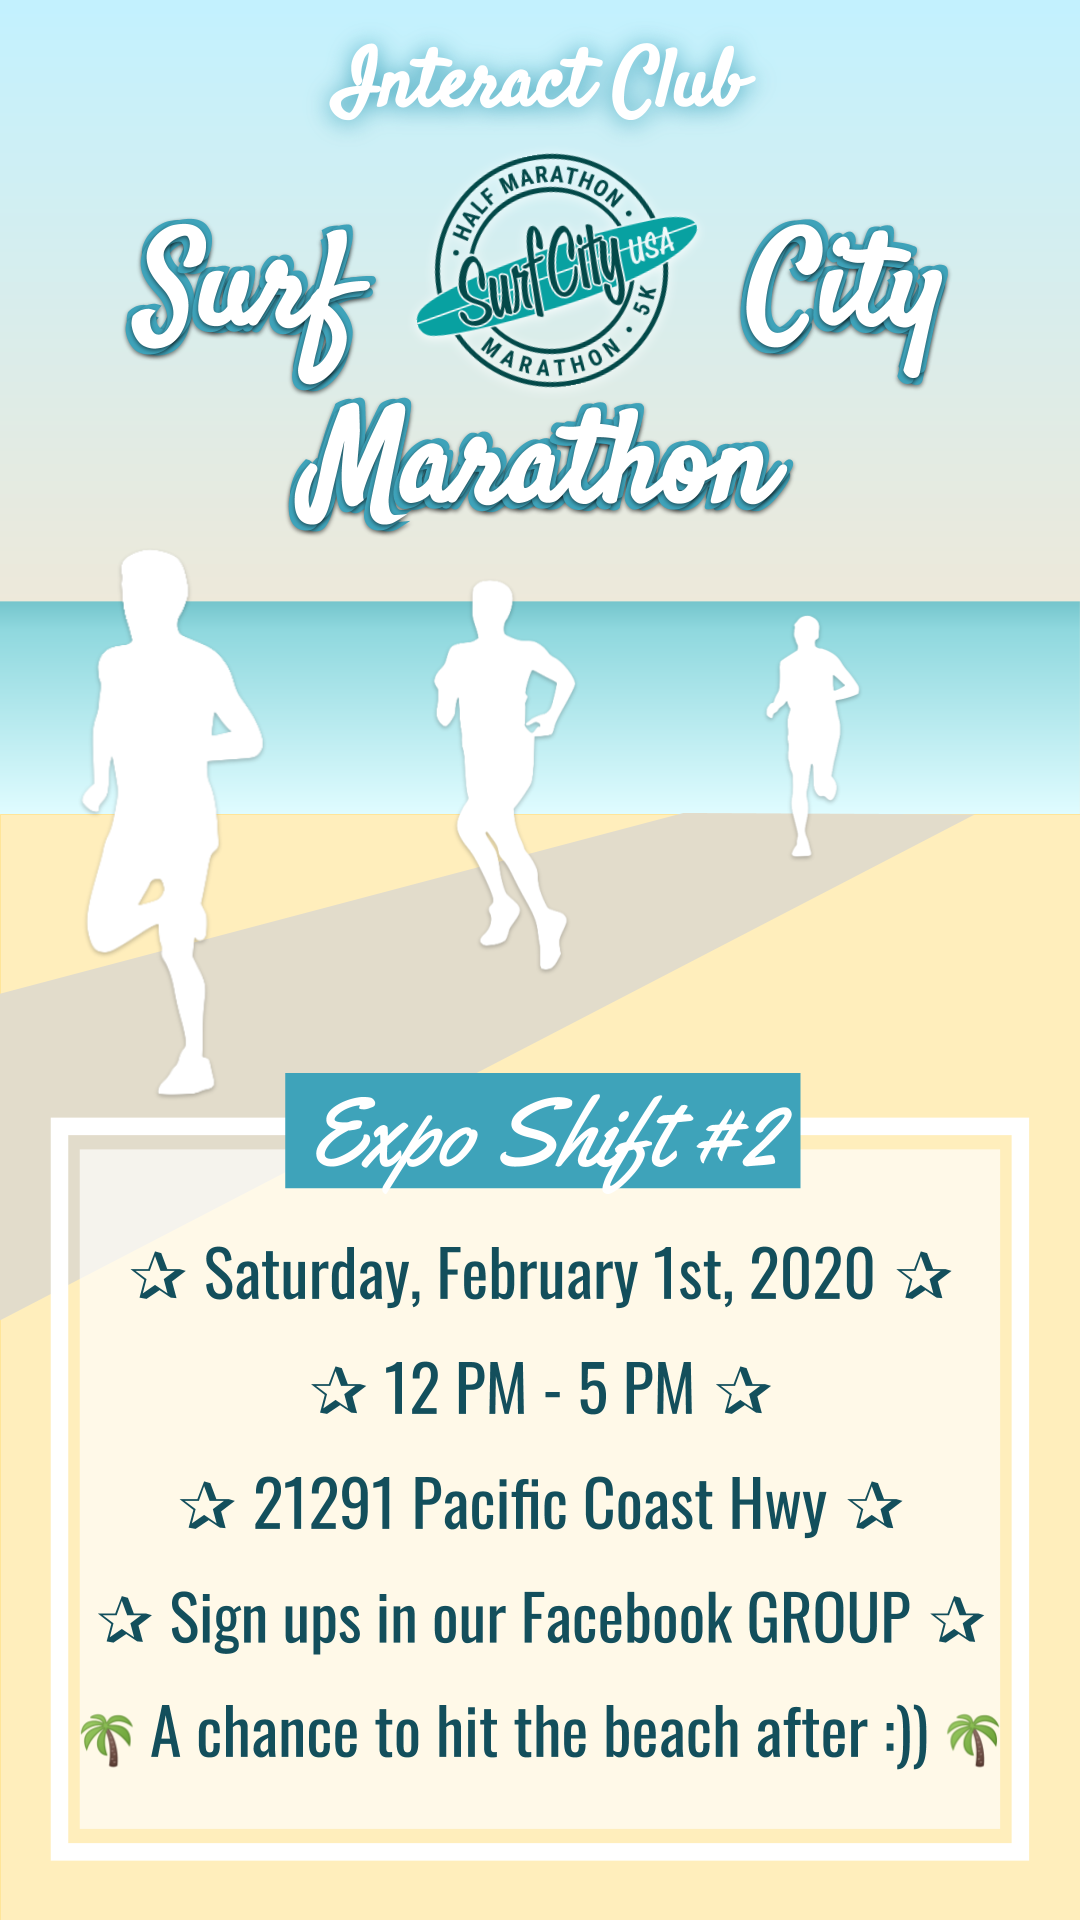 Interact Club
· HALF MARATHON ·
Surf City USA
· 5K
MARATHON ·
Surf City
Marathon
Expo Shift #2
✰ Saturday, February 1st, 2020 ✰
✰ 12 PM - 5 PM ✰
✰ 21291 Pacific Coast Hwy ✰
✰ Sign ups in our Facebook GROUP ✰
🌴 A chance to hit the beach after :)) 🌴